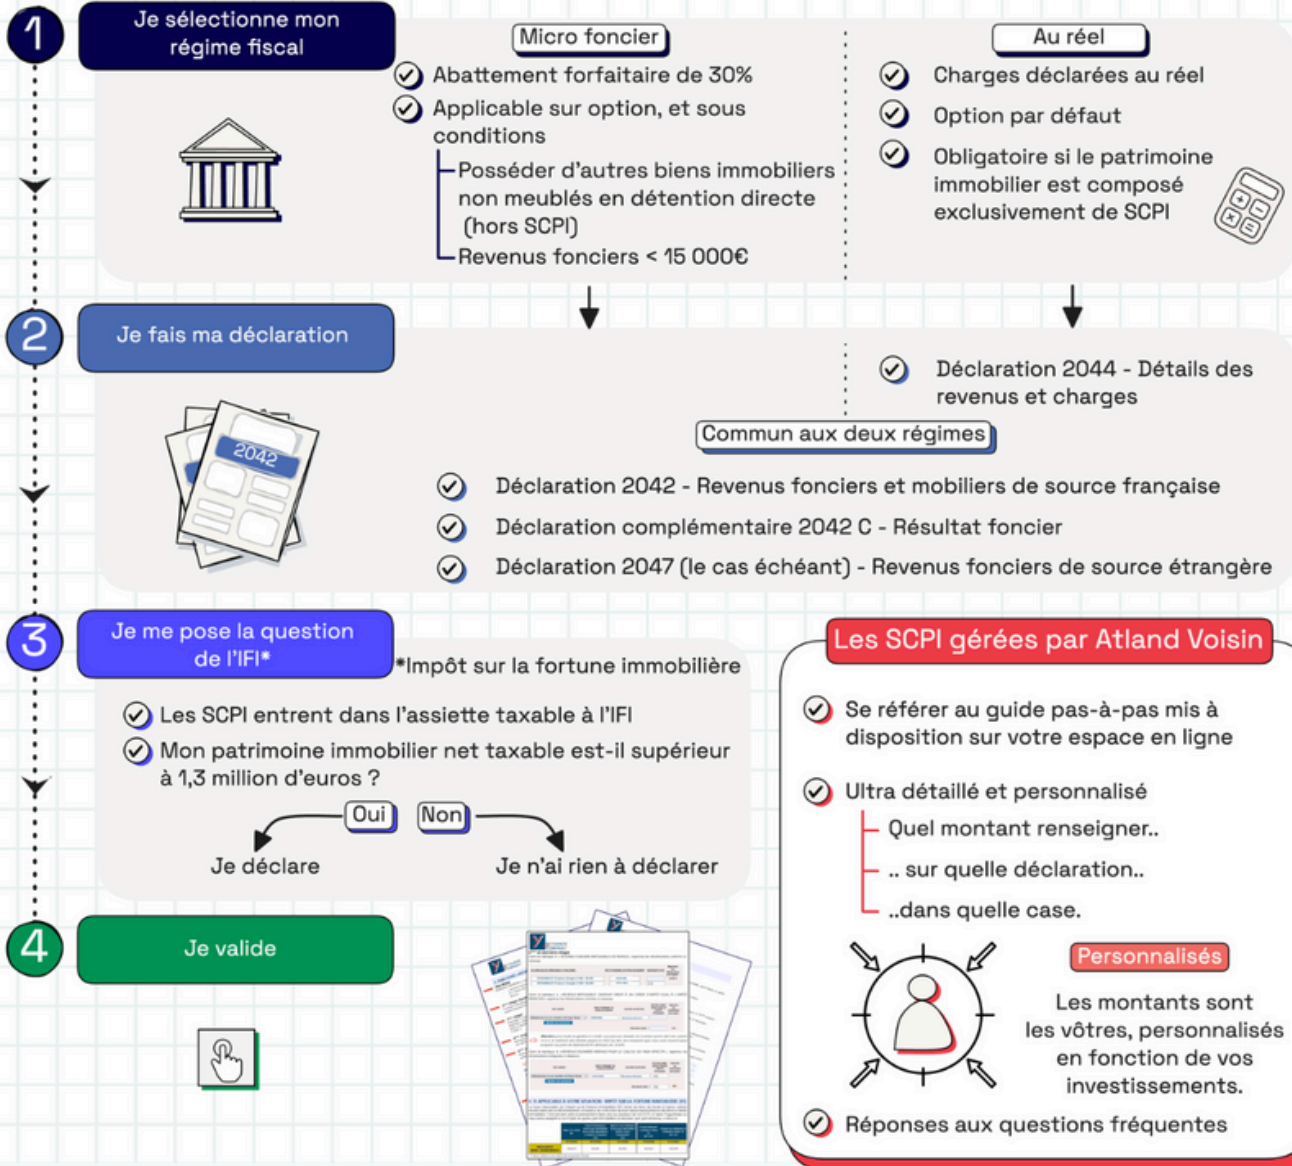 1
Je sélectionne mon
régime fiscal
Micro foncier
Abattement forfaitaire de 30%
Applicable sur option, et sous
conditions
Posséder d'autres biens immobiliers
non meublés en détention directe
(hors SCPI)
Revenus fonciers < 15 000€
Au réel
Charges déclarées au réel
Option par défaut
Obligatoire si le patrimoine
immobilier est composé
exclusivement de SCPI
2
Je fais ma déclaration
2042
Déclaration 2044 - Détails des
revenus et charges
Commun aux deux régimes
Déclaration 2042 - Revenus fonciers et mobiliers de source française
Déclaration complémentaire 2042 C - Résultat foncier
Déclaration 2047 (le cas échéant) - Revenus fonciers de source étrangère
3
Je me pose la question
de l'IFI*
*Impôt sur la fortune immobilière
Les SCPI entrent dans l'assiette taxable à l'IFI
Mon patrimoine immobilier net taxable est-il supérieur
à 1,3 million d'euros ?
Oui
Non
Je déclare
Je n'ai rien à déclarer
4
Je valide
Les SCPI gérées par Atland Voisin
Se référer au guide pas-à-pas mis à
disposition sur votre espace en ligne
Ultra détaillé et personnalisé
Quel montant renseigner..
.. sur quelle déclaration..
..dans quelle case.
Personnalisés
Les montants sont
les vôtres, personnalisés
en fonction de vos
investissements.
Réponses aux questions fréquentes